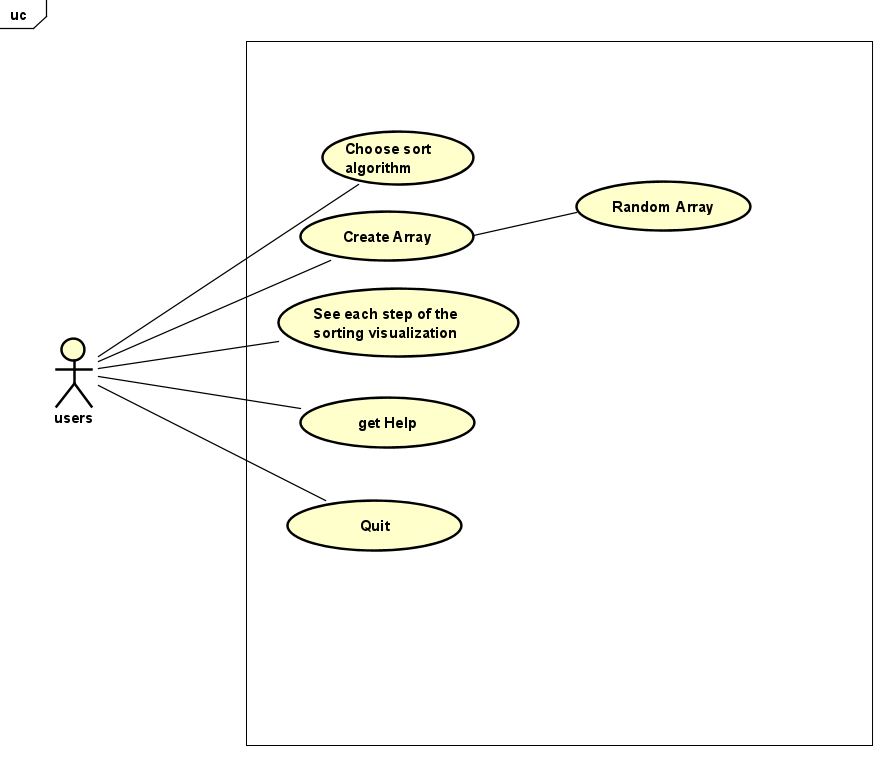 uc
Choose sort
algorithm
Create Array
Random Array
See each step of the
sorting visualization
get Help
Quit
users